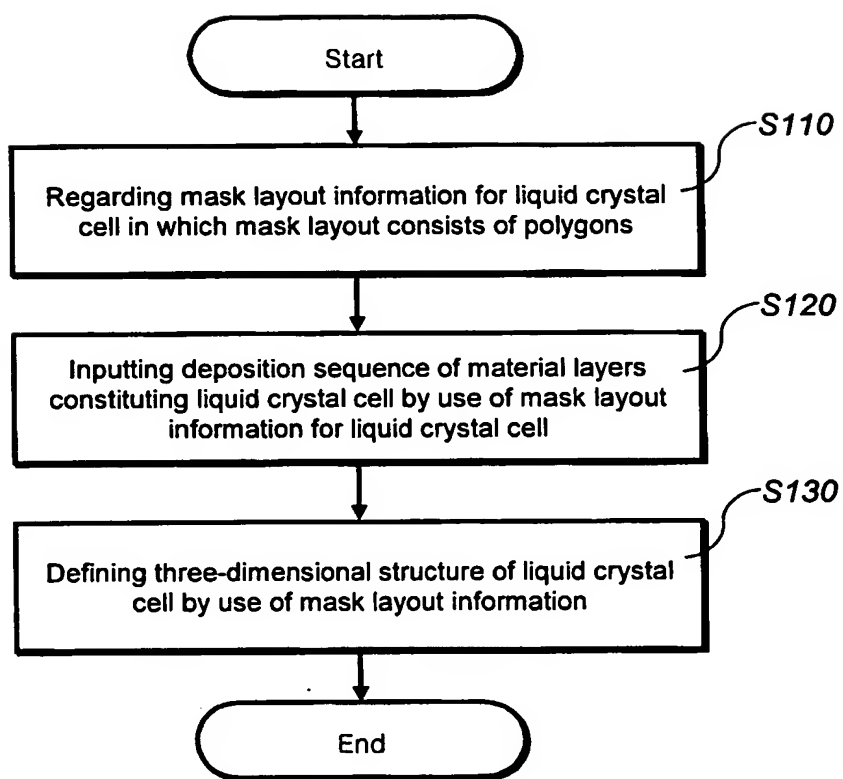 Start
S110
Regarding mask layout information for liquid crystal
cell in which mask layout consists of polygons
S120
Inputting deposition sequence of material layers
constituting liquid crystal cell by use of mask layout
information for liquid crystal cell
S130
Defining three-dimensional structure of liquid crystal
cell by use of mask layout information
End